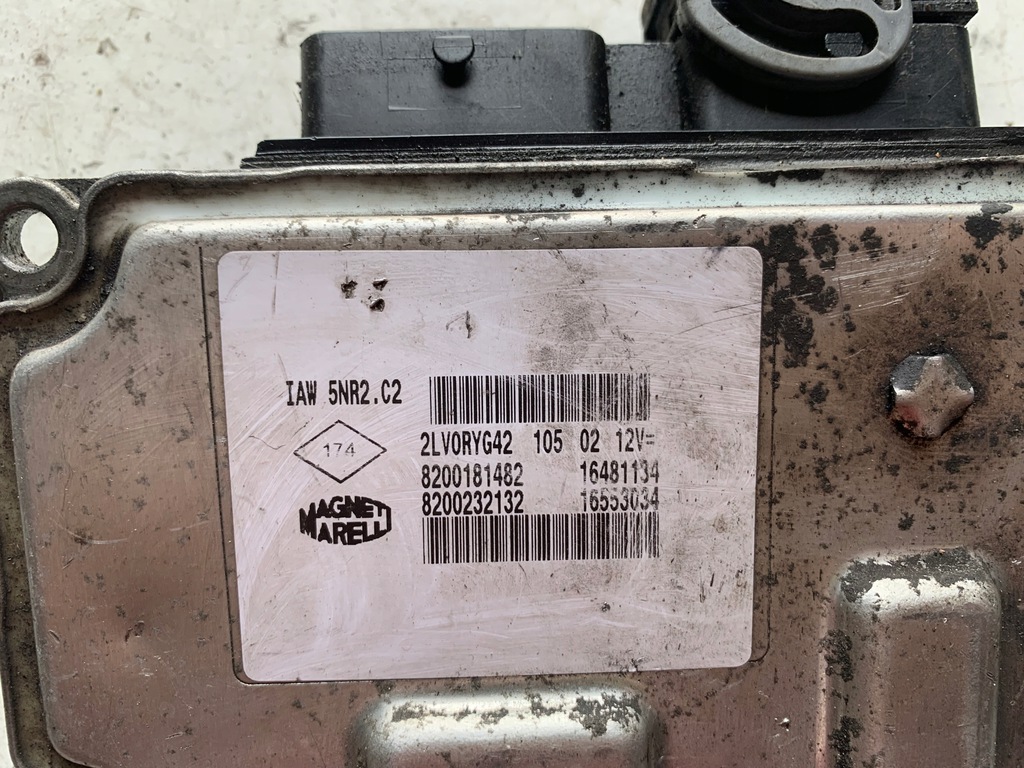 IAW 5NR2.C2
174
2LV0RYG42 105 02 12V=
8200181482 16481134
8200232132 16553034
MAGNETI
MARELLI